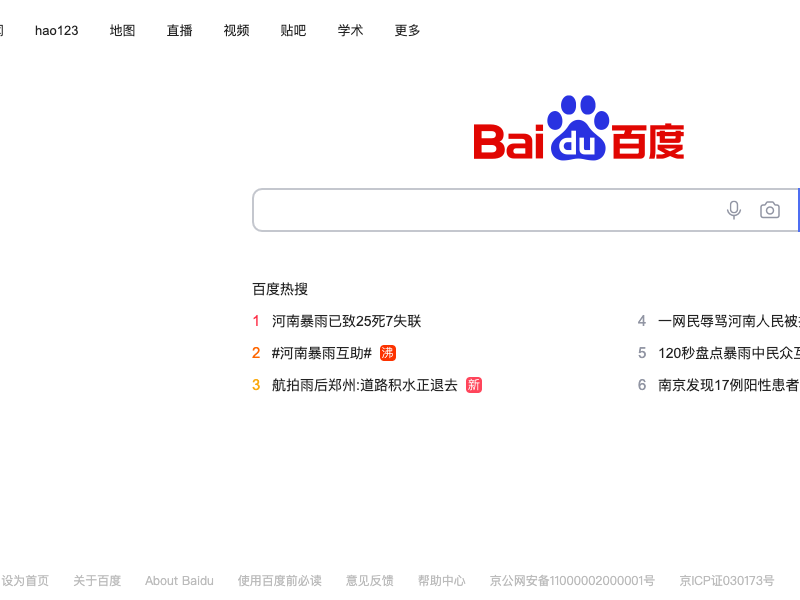 hao123 地图 直播 视频 贴吧 学术 更多
Bai du 百度
百度热搜
1 河南暴雨已致25死7失联
2 #河南暴雨互助# 沸
3 航拍雨后郑州:道路积水正退去 新
4 一网民辱骂河南人民被
5 120秒盘点暴雨中民众
6 南京发现17例阳性患者
设为首页 关于百度 About Baidu 使用百度前必读 意见反馈 帮助中心 京公网安备11000002000001号 京ICP证030173号